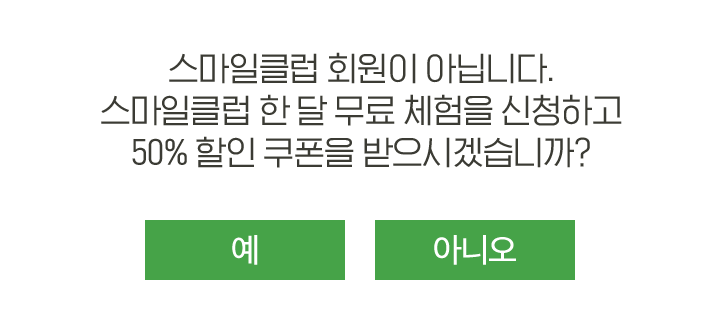 스마일클럽 회원이 아닙니다.
스마일클럽 한 달 무료 체험을 신청하고
50% 할인 쿠폰을 받으시겠습니까?
예
아니오